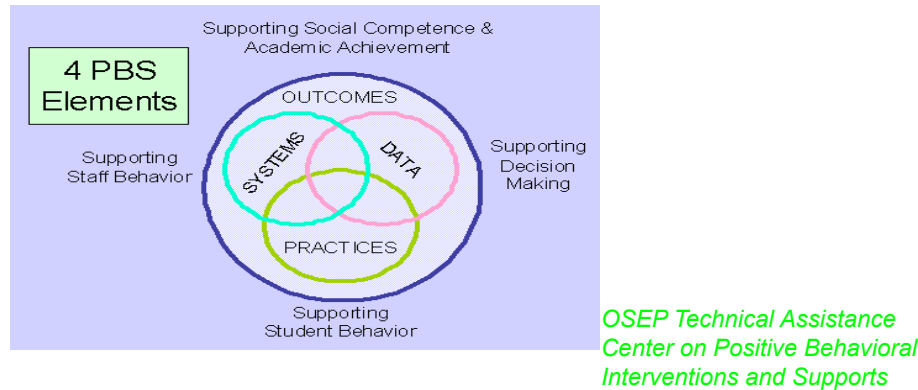 Supporting Social Competence &
Academic Achievement
4 PBS
Elements
OUTCOMES
SYSTEMS
DATA
Supporting
Staff Behavior
Supporting
Decision
Making
PRACTICES
Supporting
Student Behavior
OSEP Technical Assistance
Center on Positive Behavioral
Interventions and Supports